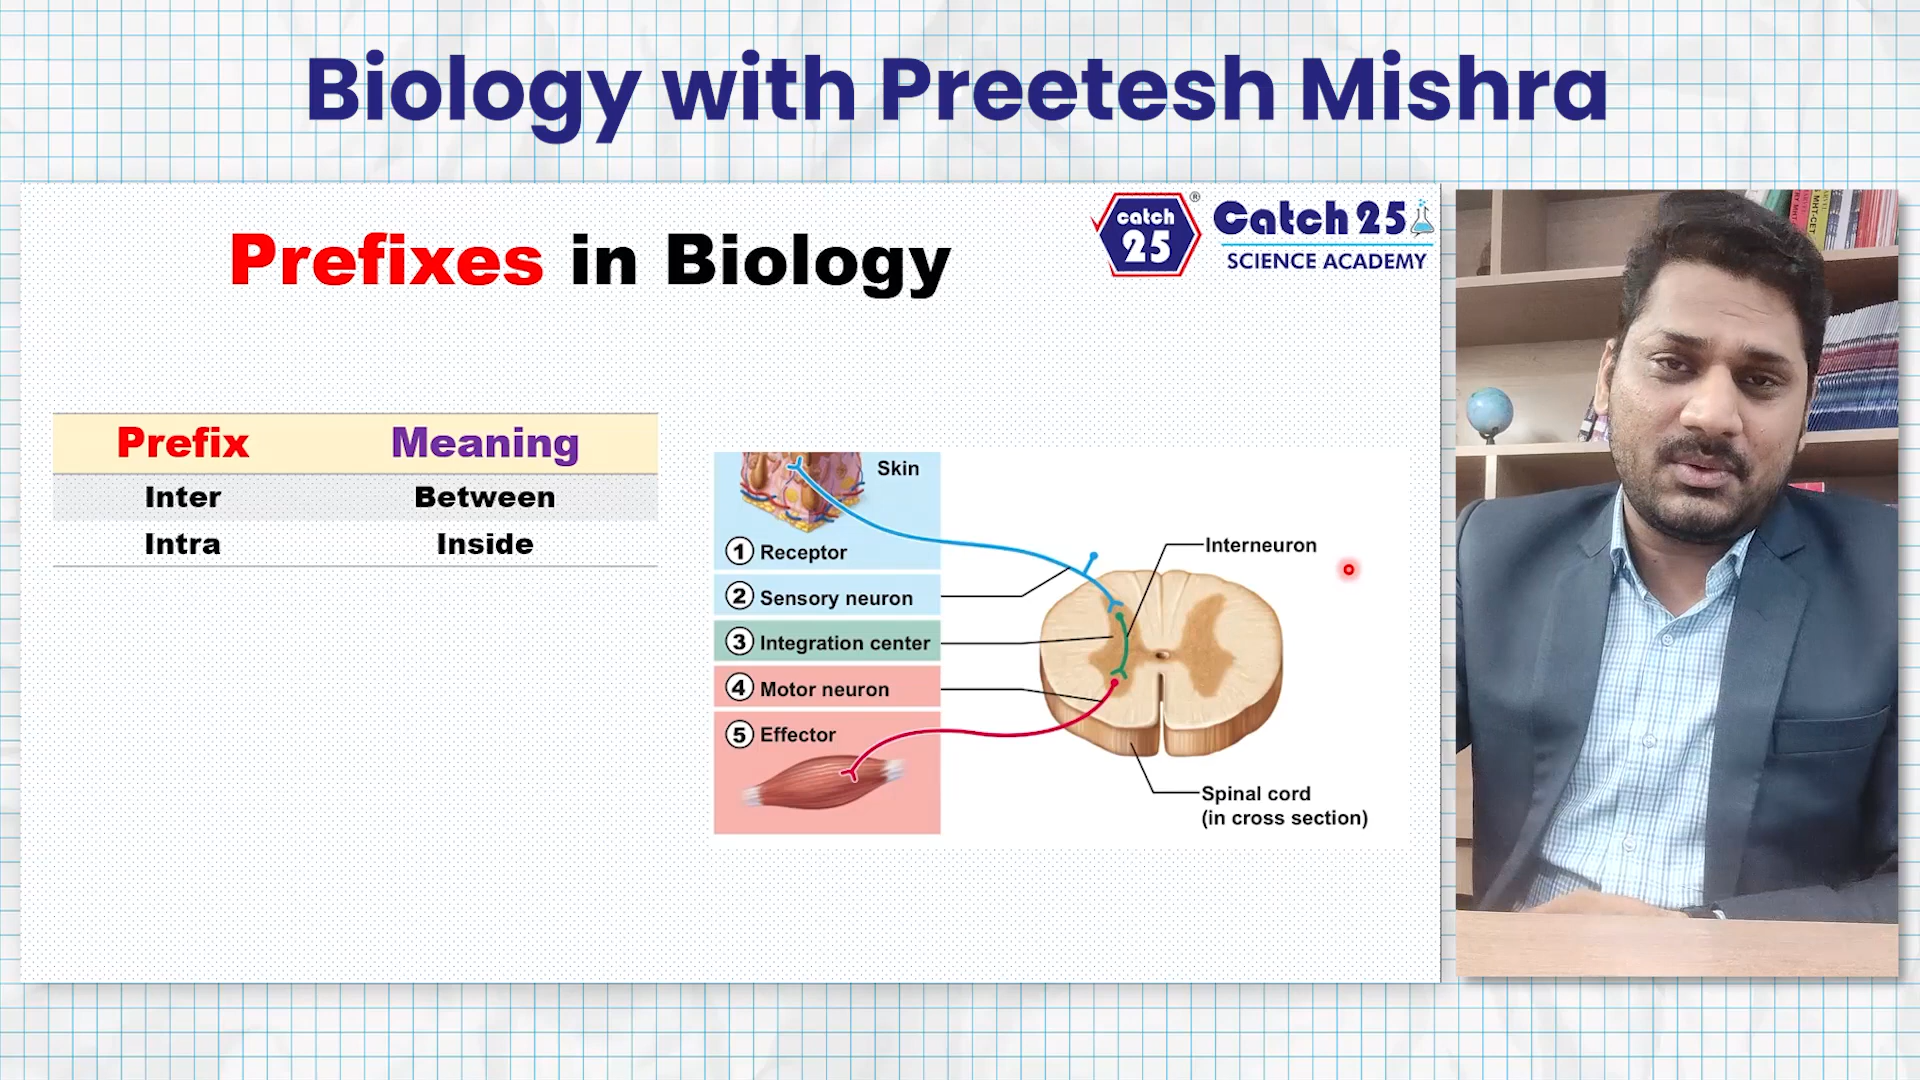 Biology with Preetesh Mishra
Prefixes in Biology
catch
25
®
Catch 25
SCIENCE ACADEMY
Prefix Meaning
Inter Between
Intra Inside
Skin
1 Receptor
2 Sensory neuron
3 Integration center
4 Motor neuron
5 Effector
Interneuron
Spinal cord
(in cross section)
MHT-CET